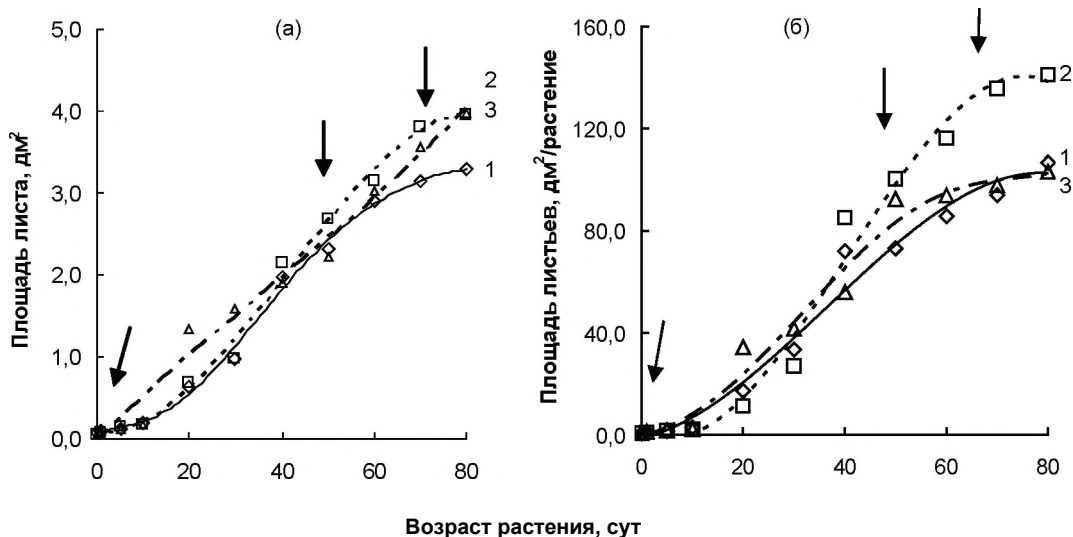 (а)
Площадь листа, дм²
5,0
4,0
3,0
2,0
1,0
0,0
0 20 40 60 80
2
3
1
(б)
Площадь листьев, дм²/растение
160,0
120,0
80,0
40,0
0,0
0 20 40 60 80
2
1
3
Возраст растения, сут